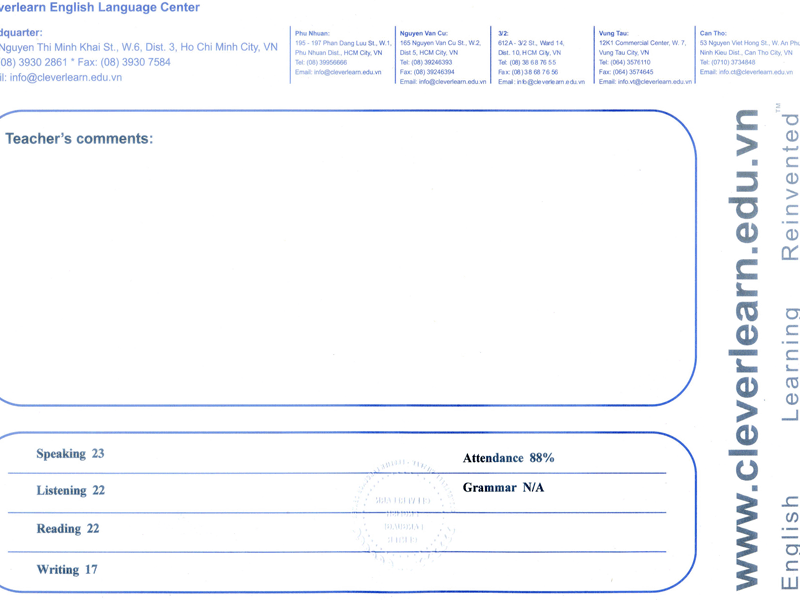 verlearn English Language Center
dquarter:
Nguyen Thi Minh Khai St., W.6, Dist. 3, Ho Chi Minh City, VN
08) 3930 2861 * Fax: (08) 3930 7584
il: info@cleverlearn.edu.vn
Phu Nhuan:
195 - 197 Phan Dang Luu St., W.1,
Phu Nhuan Dist., HCM City, VN
Tel: (08) 39956666
Email: info@cleverlearn.edu.vn
Nguyen Van Cu:
165 Nguyen Van Cu St., W.2,
Dist 5, HCM City, VN
Tel: (08) 39246393
Fax: (08) 39246394
Email: info@cleverlearn.edu.vn
3/2:
612A - 3/2 St., Ward 14,
Dist. 10, HCM City, VN
Tel: (08) 38 68 76 55
Fax: (08) 38 68 76 56
Email: info@cleverlearn.edu.vn
Vung Tau:
12K1 Commercial Center, W. 7,
Vung Tau City, VN
Tel: (064) 3576110
Fax: (064) 3574645
Email: info.vt@cleverlearn.edu.vn
Can Tho:
53 Nguyen Viet Hong St., W. An Phu,
Ninh Kieu Dist., Can Tho City, VN
Tel: (0710) 3734848
Email: info.ct@cleverlearn.edu.vn
Teacher's comments:
Speaking 23
Listening 22
Reading 22
Writing 17
Attendance 88%
Grammar N/A
www.cleverlearn.edu.vn
English Learning Reinvented ™